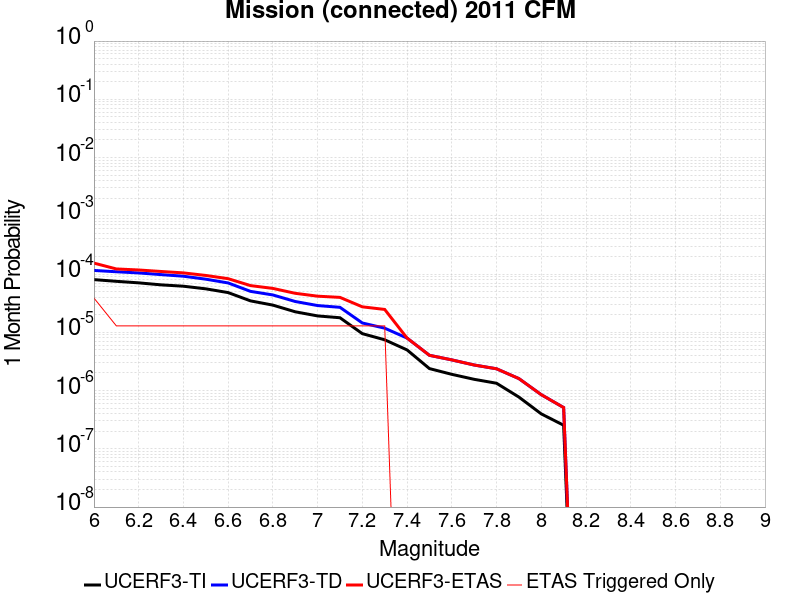 Mission (connected) 2011 CFM
10^0
10^-1
10^-2
10^-3
10^-4
10^-5
10^-6
10^-7
10^-8
1 Month Probability
6 6.2 6.4 6.6 6.8 7 7.2 7.4 7.6 7.8 8 8.2 8.4 8.6 8.8 9
Magnitude
UCERF3-TI UCERF3-TD UCERF3-ETAS ETAS Triggered Only